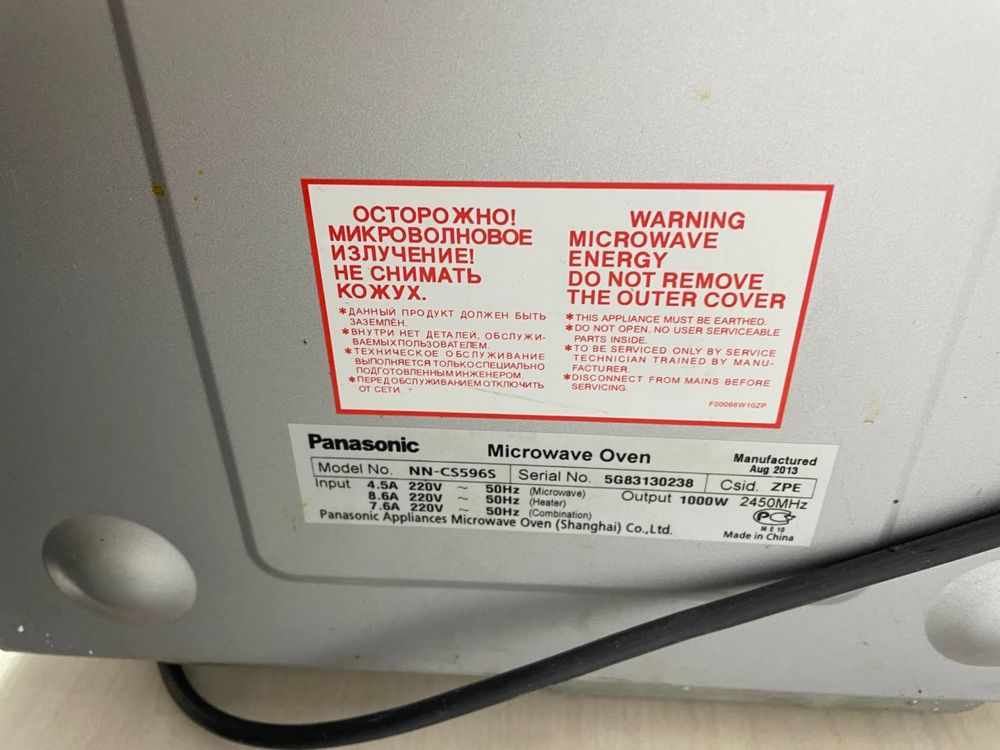 ОСТОРОЖНО!
МИКРОВОЛНОВОЕ
ИЗЛУЧЕНИЕ!
НЕ СНИМАТЬ
КОЖУХ.
*ДАННЫЙ ПРОДУКТ ДОЛЖЕН БЫТЬ
ЗАЗЕМЛЁН.
*ВНУТРИ НЕТ ДЕТАЛЕЙ, ОБСЛУЖИ-
ВАЕМЫХ ПОЛЬЗОВАТЕЛЕМ.
*ТЕХНИЧЕСКОЕ ОБСЛУЖИВАНИЕ
ВЫПОЛНЯЕТСЯ ТОЛЬКО СПЕЦИАЛЬНО
ПОДГОТОВЛЕННЫМ ИНЖЕНЕРОМ.
*ПЕРЕД ОБСЛУЖИВАНИЕМ ОТКЛЮЧИТЬ
ОТ СЕТИ.
WARNING
MICROWAVE
ENERGY
DO NOT REMOVE
THE OUTER COVER
*THIS APPLIANCE MUST BE EARTHED.
*DO NOT OPEN. NO USER SERVICEABLE
PARTS INSIDE.
*TO BE SERVICED ONLY BY SERVICE
TECHNICIAN TRAINED BY MANU-
FACTURER.
*DISCONNECT FROM MAINS BEFORE
SERVICING.
F00066W10ZP
Panasonic Microwave Oven Manufactured
Aug 2013
Model No. NN-CS596S Serial No. 5G83130238 Csid. ZPE
Input 4.5A 220V ~ 50Hz (Microwave) Output 1000W 2450MHz
8.6A 220V ~ 50Hz (Heater)
7.6A 220V ~ 50Hz (Combination)
Panasonic Appliances Microwave Oven (Shanghai) Co.,Ltd.
РС
ME10
Made in China